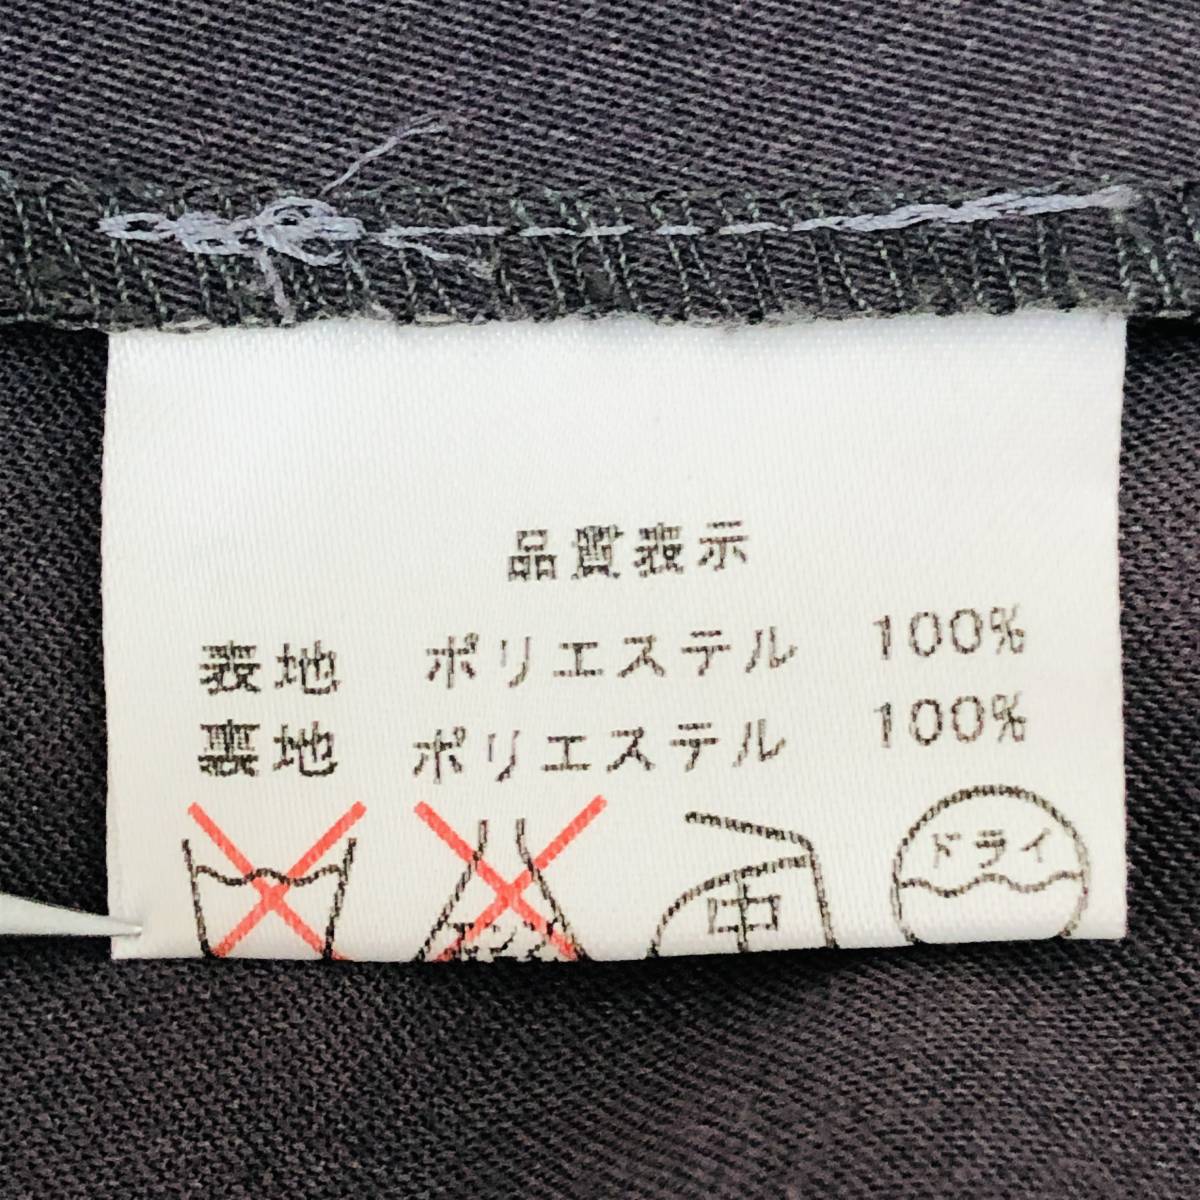 品質表示
表地 ポリエステル 100%
裏地 ポリエステル 100%
中 ドライ